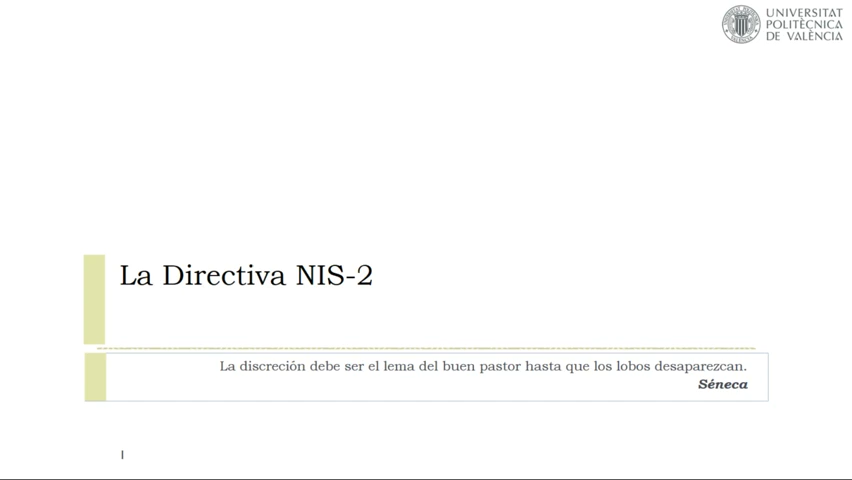 UNIVERSITAT
POLITÈCNICA
DE VALÈNCIA
La Directiva NIS-2
La discreción debe ser el lema del buen pastor hasta que los lobos desaparezcan.
Séneca
1